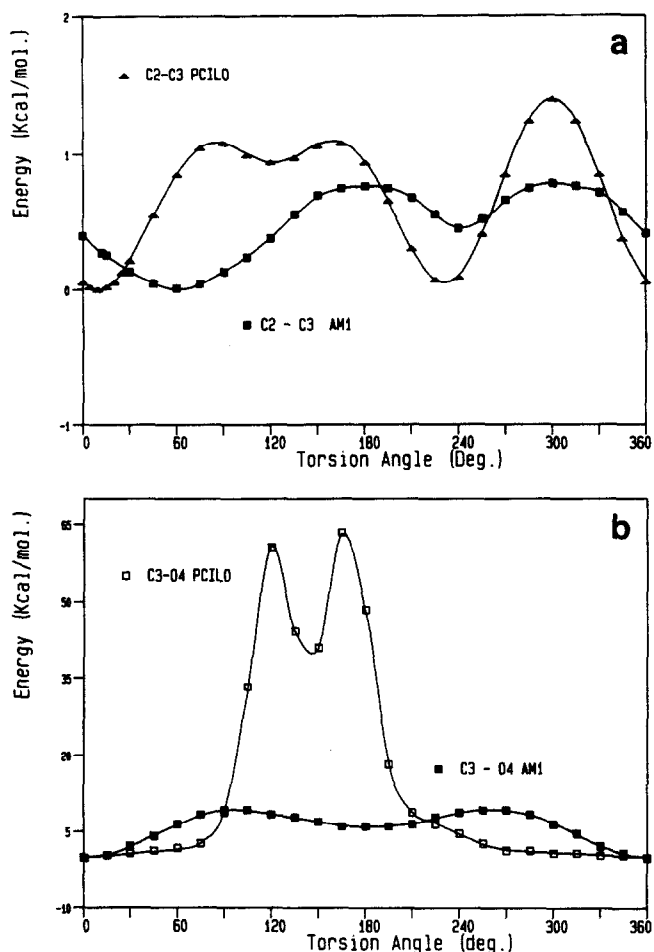 a
2
1
0
-1
Energy (Kcal/mol.)
C2-C3 PCILO
C2 - C3 AM1
0 60 120 180 240 300 360
Torsion Angle (Deg.)
b
65
50
35
20
5
-10
Energy (Kcal/mol.)
C3-O4 PCILO
C3 - O4 AM1
0 60 120 180 240 300 360
Torsion Angle (deg.)